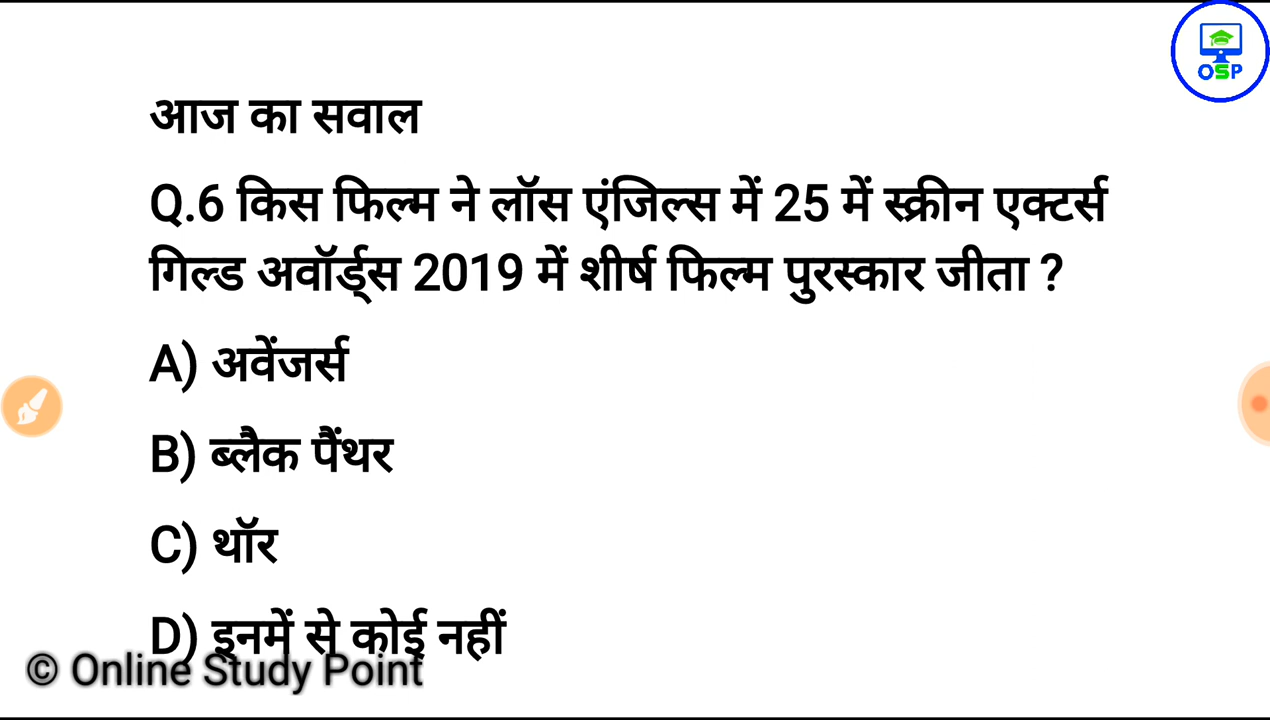 OSP
आज का सवाल
Q.6 किस फिल्म ने लॉस एंजिल्स में 25 में स्क्रीन एक्टर्स
गिल्ड अवॉर्ड्स 2019 में शीर्ष फिल्म पुरस्कार जीता ?
A) अवेंजर्स
B) ब्लैक पैंथर
C) थॉर
D) इनमें से कोई नहीं
© Online Study Point